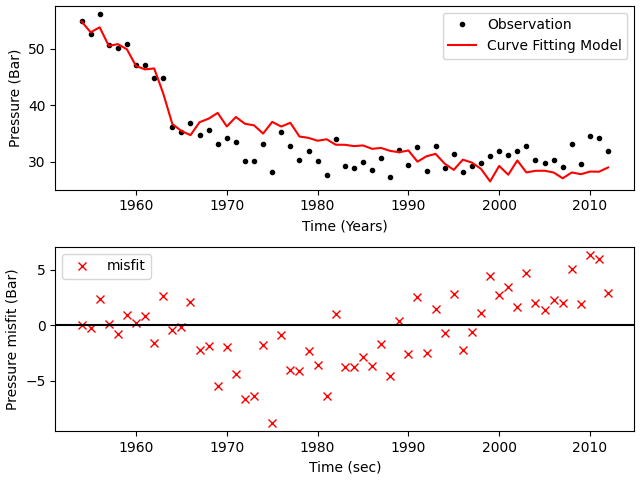 Observation
Curve Fitting Model
Pressure (Bar)
50
40
30
1960 1970 1980 1990 2000 2010
Time (Years)
misfit
Pressure misfit (Bar)
5
0
−5
1960 1970 1980 1990 2000 2010
Time (sec)